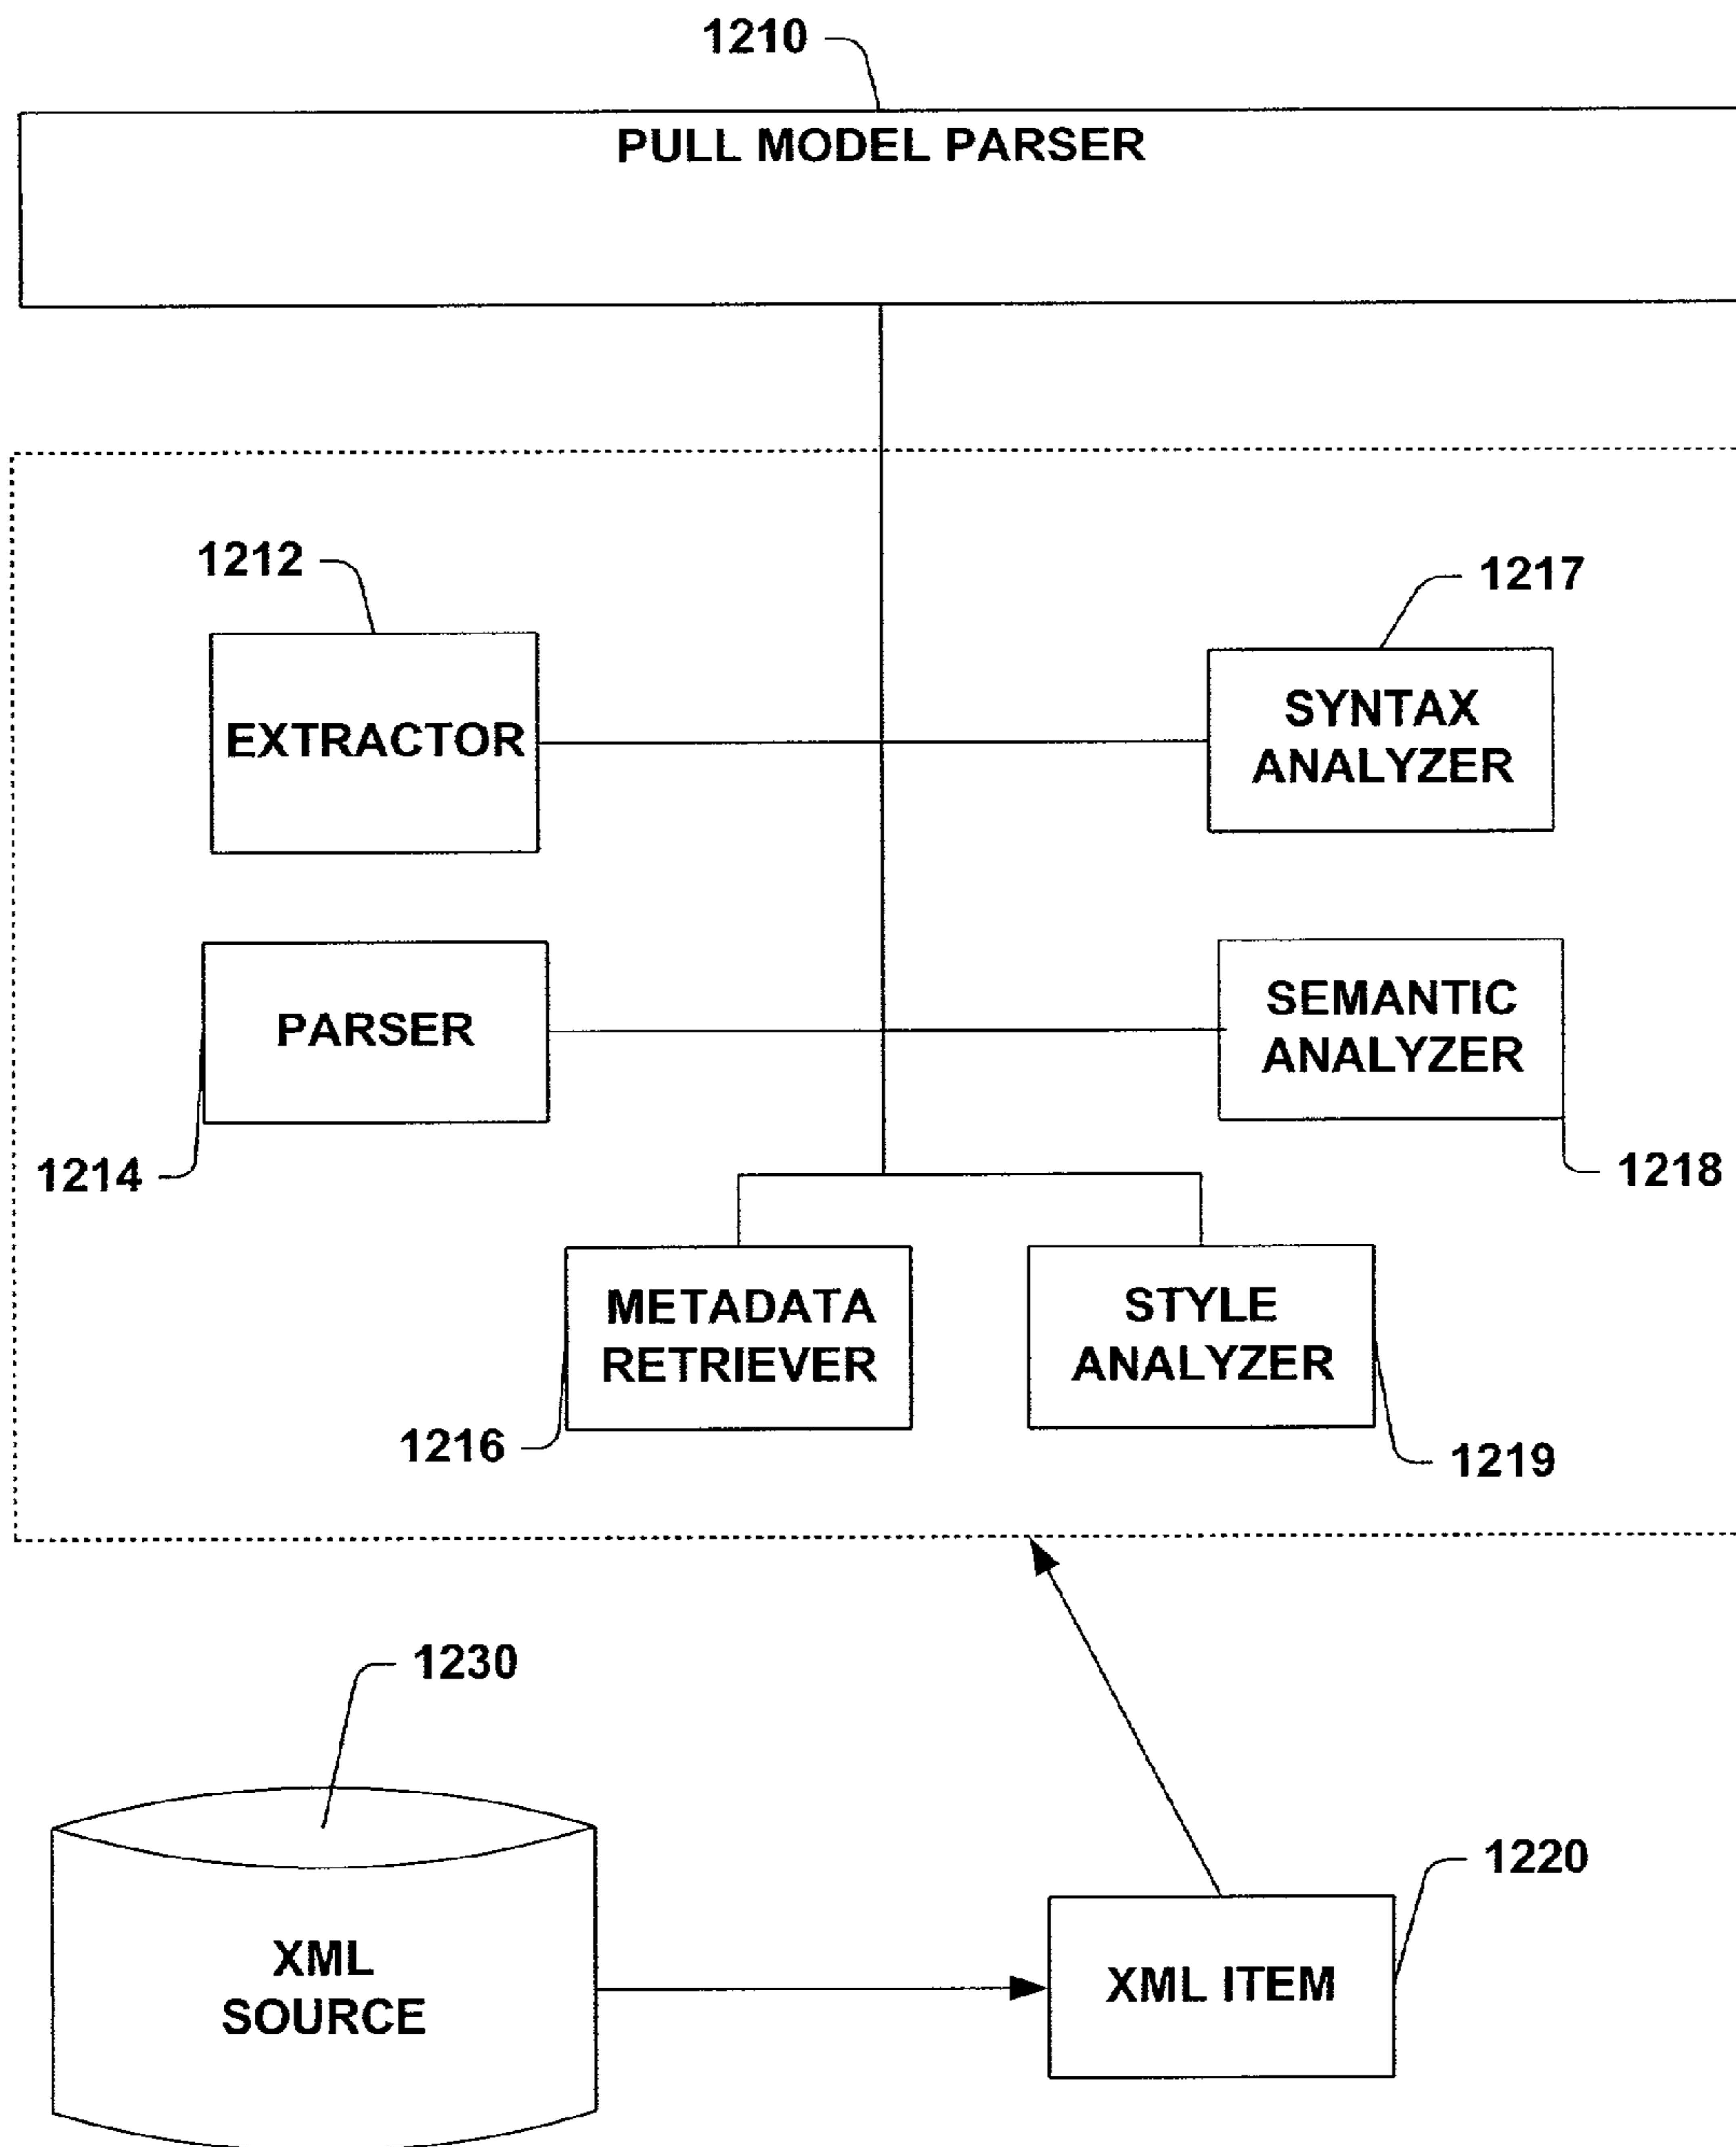 1210
PULL MODEL PARSER
1212
1217
EXTRACTOR
SYNTAX
ANALYZER
PARSER
SEMANTIC
ANALYZER
1214
1218
METADATA
RETRIEVER
STYLE
ANALYZER
1216
1219
1230
1220
XML
SOURCE
XML ITEM